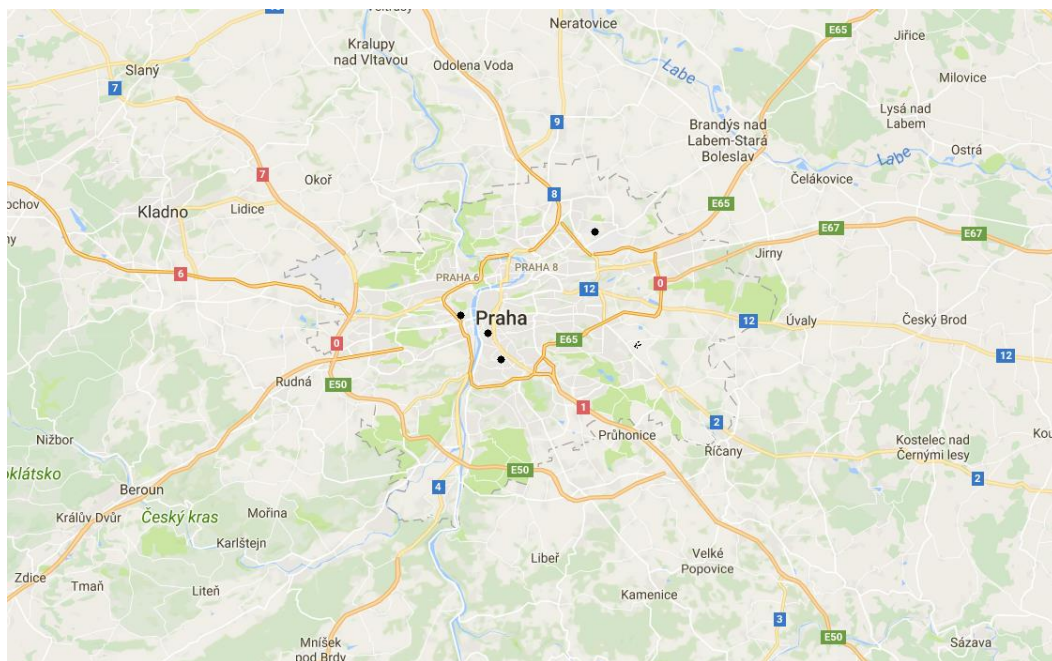 Neratovice
E65
Jiřice
Kralupy
nad Vltavou
Slaný
Odolena Voda
Labe
Milovice
7
Lysá nad
Labem
9
Brandýs nad
Labem-Stará
Boleslav
Ostrá
Labe
7
Okoř
Čelákovice
8
Kladno
Lidice
E65
E67
E67
Jirny
6
PRAHA 6
PRAHA 8
0
12
Praha
12
Úvaly
Český Brod
0
E65
12
Rudná
E50
1
2
Průhonice
Říčany
Nižbor
Kostelec nad
Černými lesy
E50
2
Beroun
4
Králův Dvůr
Český kras
Mořina
Karlštejn
Libeř
Velké
Popovice
Zdice
Tmaň
Liteň
Kamenice
3
Mníšek
pod Brdy
E50
Sázava